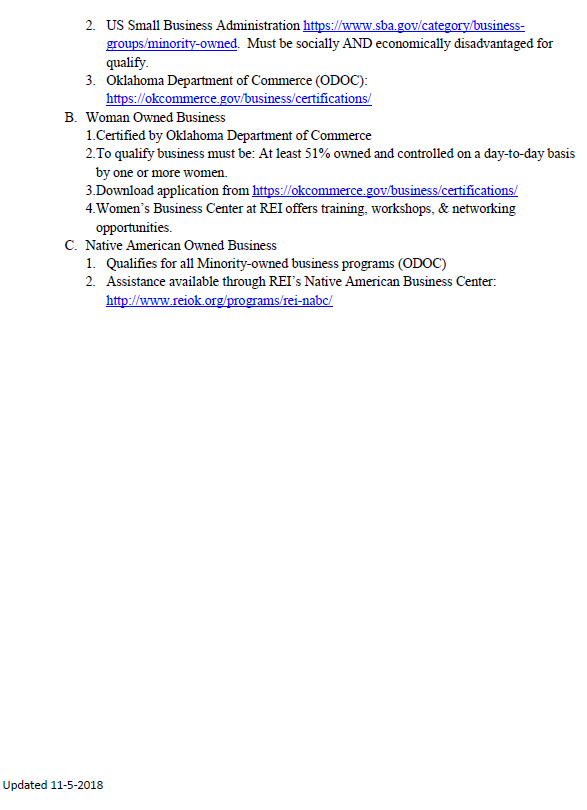 2. US Small Business Administration https://www.sba.gov/category/business-
groups/minority-owned. Must be socially AND economically disadvantaged for
qualify.
3. Oklahoma Department of Commerce (ODOC):
https://okcommerce.gov/business/certifications/
B. Woman Owned Business
1.Certified by Oklahoma Department of Commerce
2.To qualify business must be: At least 51% owned and controlled on a day-to-day basis
by one or more women.
3.Download application from https://okcommerce.gov/business/certifications/
4.Women’s Business Center at REI offers training, workshops, & networking
opportunities.
C. Native American Owned Business
1. Qualifies for all Minority-owned business programs (ODOC)
2. Assistance available through REI’s Native American Business Center:
http://www.reiok.org/programs/rei-nabc/
Updated 11-5-2018